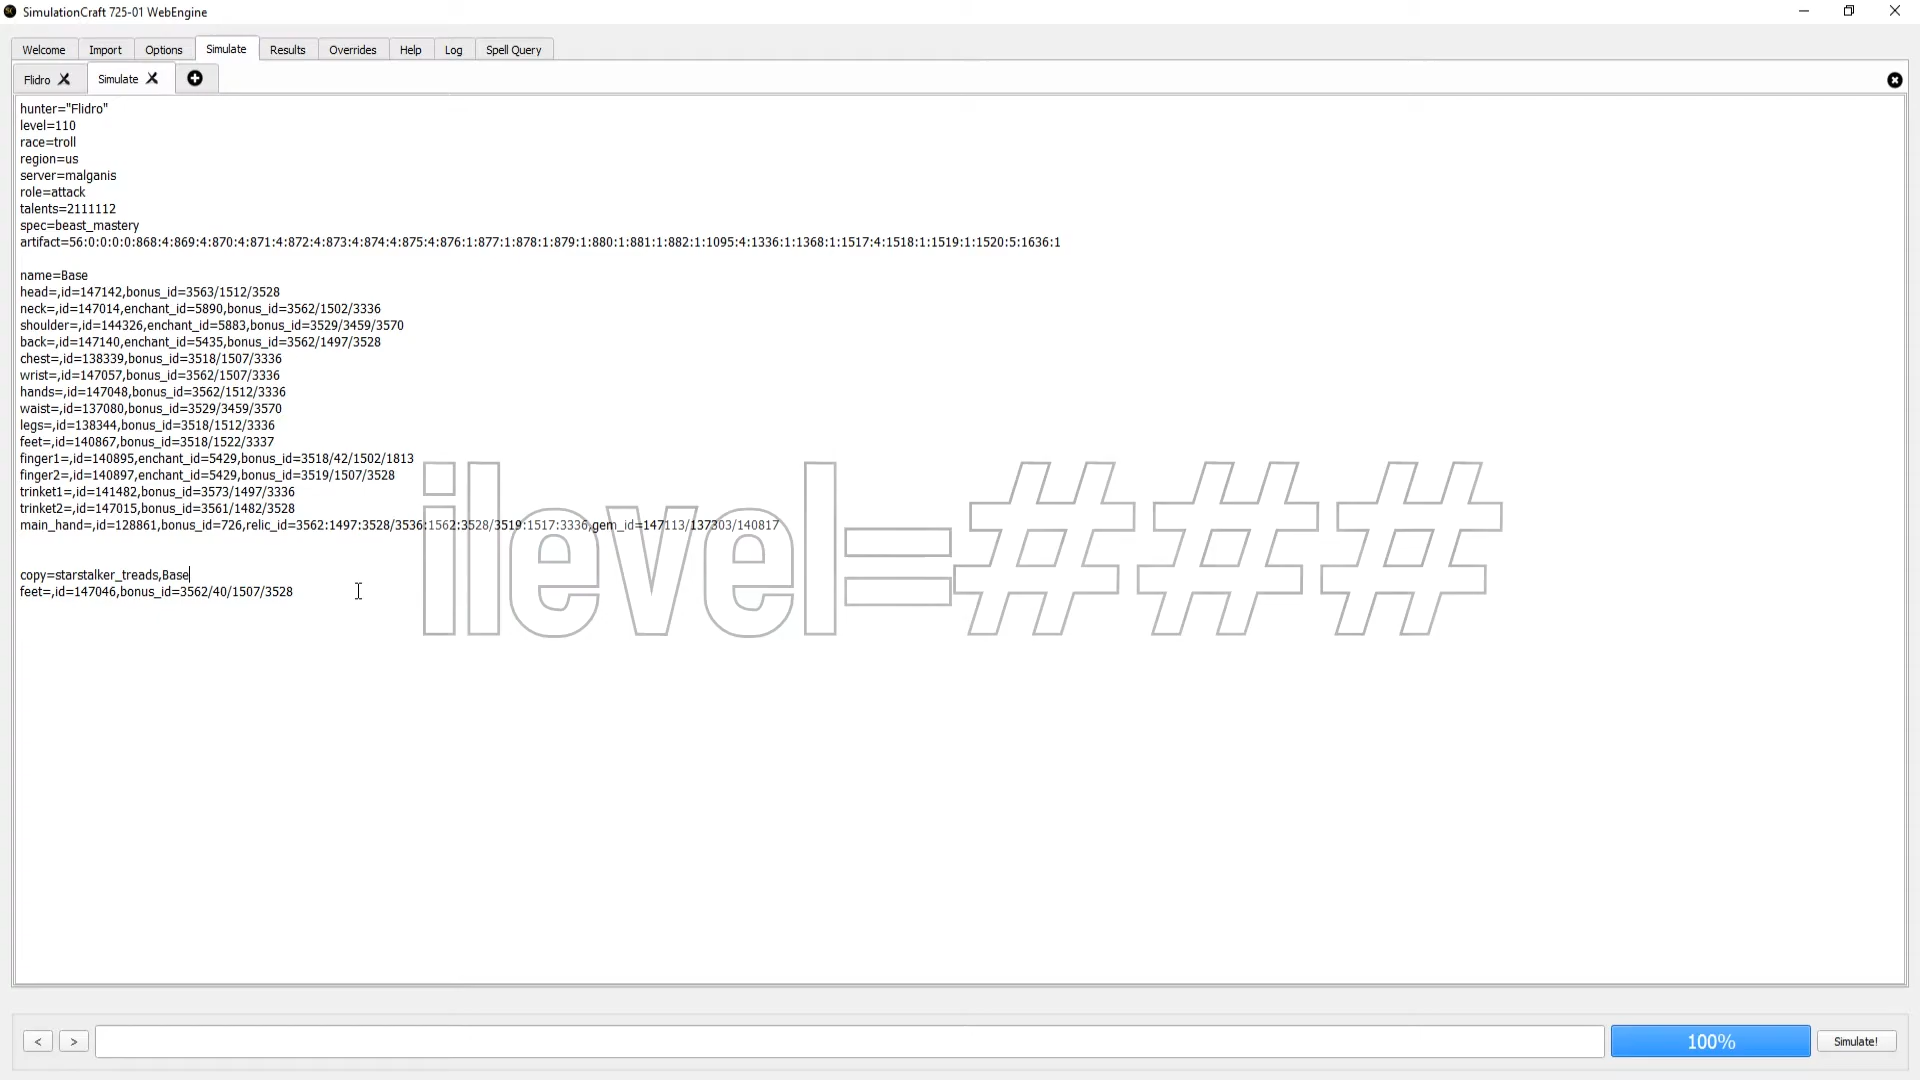 SimulationCraft 725-01 WebEngine
Welcome Import Options Simulate Results Overrides Help Log Spell Query
Flidro Simulate
hunter="Flidro"
level=110
race=troll
region=us
server=malganis
role=attack
talents=2111112
spec=beast_mastery
artifact=56:0:0:0:0:868:4:869:4:870:4:871:4:872:4:873:4:874:4:875:4:876:1:877:1:878:1:879:1:880:1:881:1:882:1:1095:4:1336:1:1368:1:1517:4:1518:1:1519:1:1520:5:1636:1
name=Base
head=,id=147142,bonus_id=3563/1512/3528
neck=,id=147014,enchant_id=5890,bonus_id=3562/1502/3336
shoulder=,id=144326,enchant_id=5883,bonus_id=3529/3459/3570
back=,id=147140,enchant_id=5435,bonus_id=3562/1497/3528
chest=,id=138339,bonus_id=3518/1507/3336
wrist=,id=147057,bonus_id=3562/1507/3336
hands=,id=147048,bonus_id=3562/1512/3336
waist=,id=137080,bonus_id=3529/3459/3570
legs=,id=138344,bonus_id=3518/1512/3336
feet=,id=140867,bonus_id=3518/1522/3337
finger1=,id=140895,enchant_id=5429,bonus_id=3518/42/1502/1813
finger2=,id=140897,enchant_id=5429,bonus_id=3519/1507/3528
trinket1=,id=141482,bonus_id=3573/1497/3336
trinket2=,id=147015,bonus_id=3561/1482/3528
main_hand=,id=128861,bonus_id=726,relic_id=3562:1497:3528/3536:1562:3528/3519:1517:3336,gem_id=147113/137303/140817
ilevel=###
copy=starstalker_treads,Base
feet=,id=147046,bonus_id=3562/40/1507/3528
< > 100% Simulate!